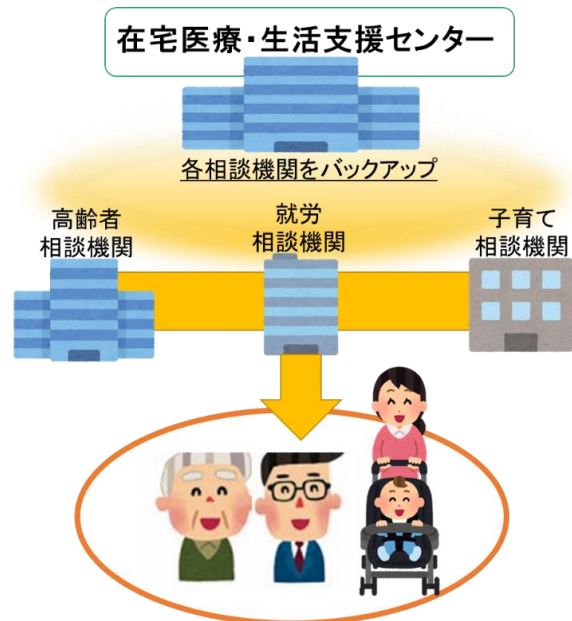 在宅医療・生活支援センター
各相談機関をバックアップ
高齢者
相談機関
就労
相談機関
子育て
相談機関